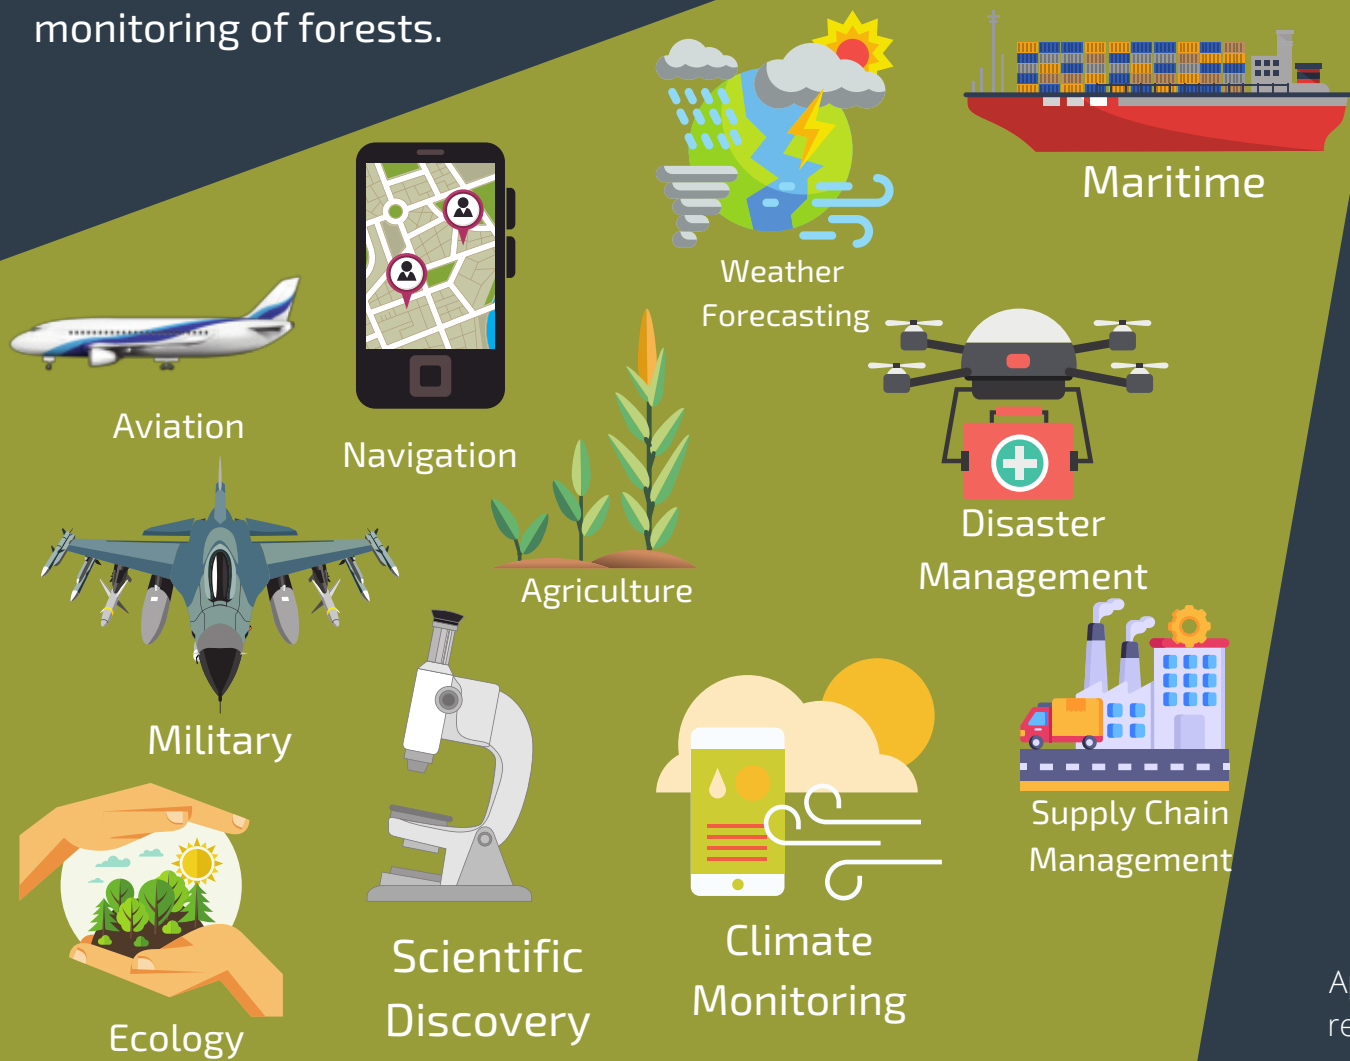 monitoring of forests.
Maritime
Weather
Forecasting
Aviation
Navigation
Disaster
Management
Agriculture
Military
Supply Chain
Management
Scientific
Discovery
Climate
Monitoring
Ecology